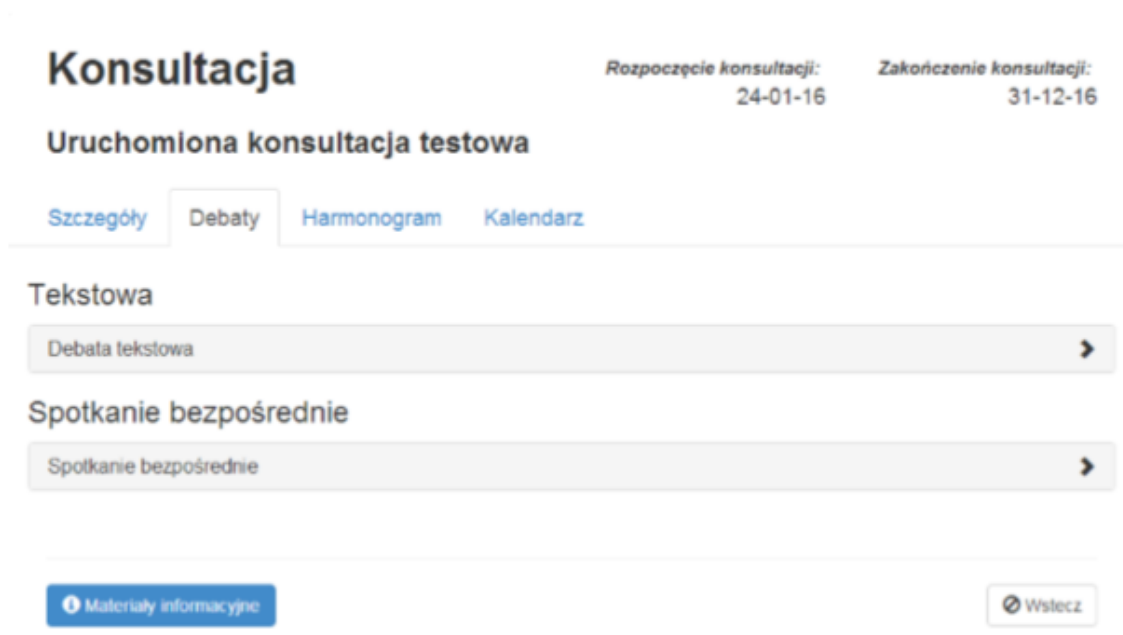 Konsultacja
Rozpoczęcie konsultacji: Zakończenie konsultacji:
24-01-16 31-12-16
Uruchomiona konsultacja testowa
Szczegóły Debaty Harmonogram Kalendarz
Tekstowa
Debata tekstowa
Spotkanie bezpośrednie
Spotkanie bezpośrednie
Materiały informacyjne Wstecz